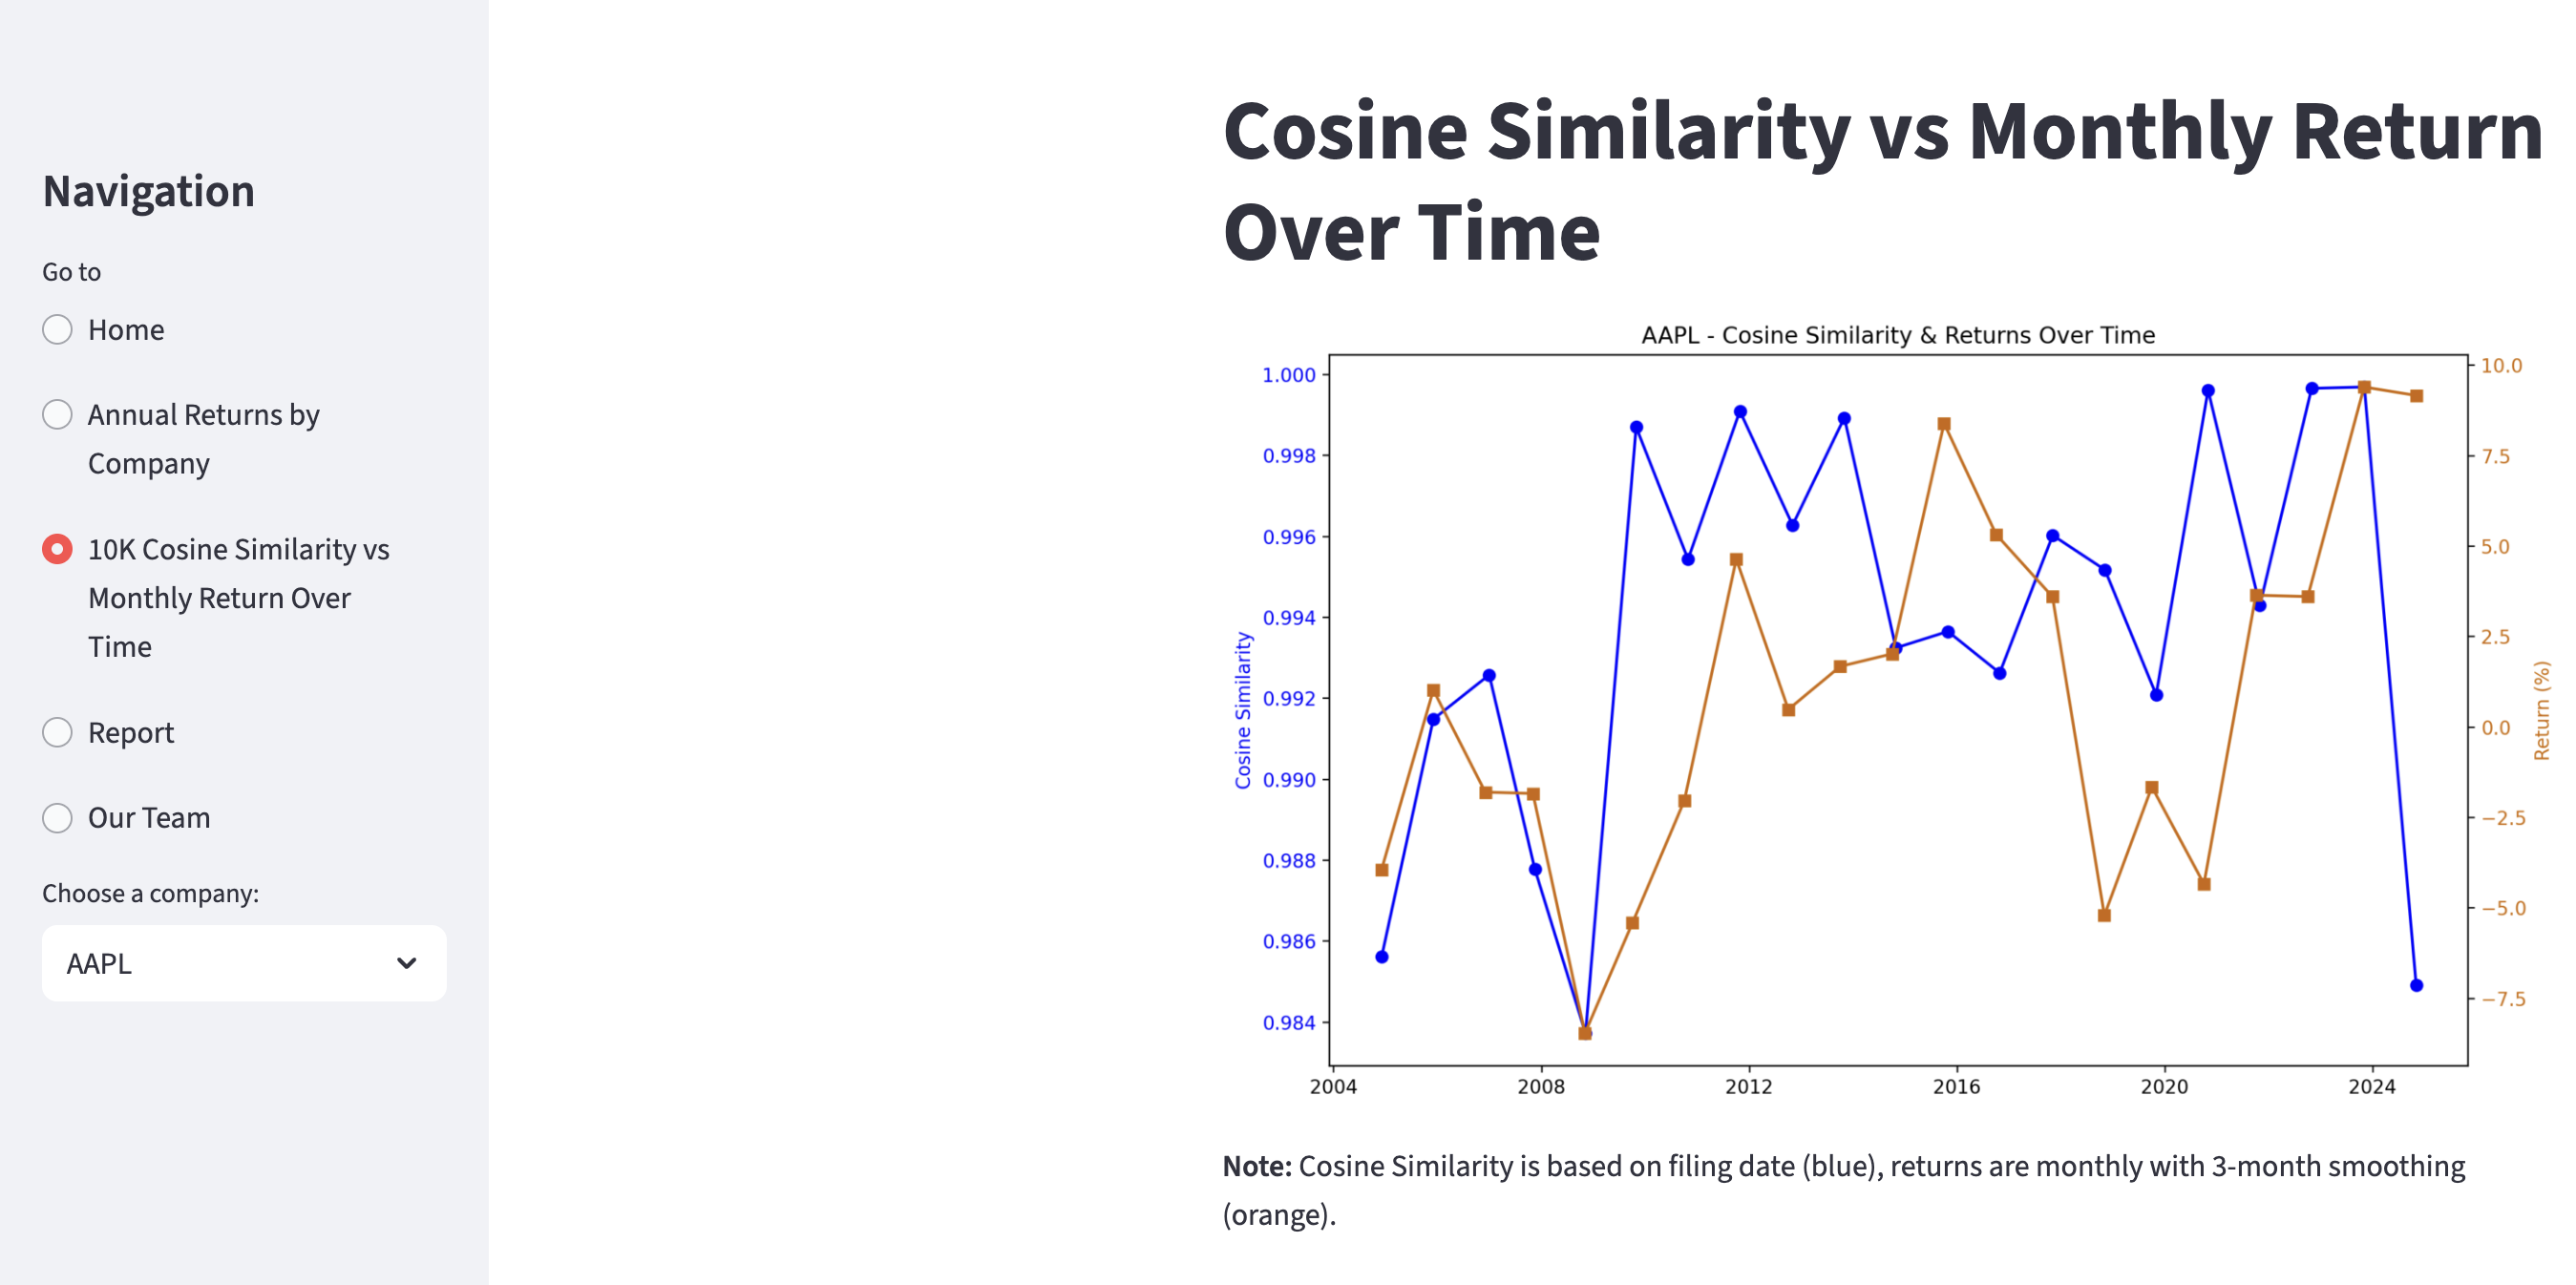 Navigation
Go to
Home
Annual Returns by
Company
10K Cosine Similarity vs
Monthly Return Over
Time
Report
Our Team
Choose a company:
AAPL
Cosine Similarity vs Monthly Return
Over Time
AAPL - Cosine Similarity & Returns Over Time
Cosine Similarity
1.000
0.998
0.996
0.994
0.992
0.990
0.988
0.986
0.984
10.0
7.5
5.0
2.5
0.0
−2.5
−5.0
−7.5
Return (%)
2004 2008 2012 2016 2020 2024
Note: Cosine Similarity is based on filing date (blue), returns are monthly with 3-month smoothing
(orange).